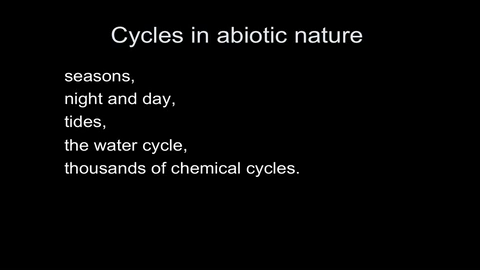 Cycles in abiotic nature
seasons,
night and day,
tides,
the water cycle,
thousands of chemical cycles.